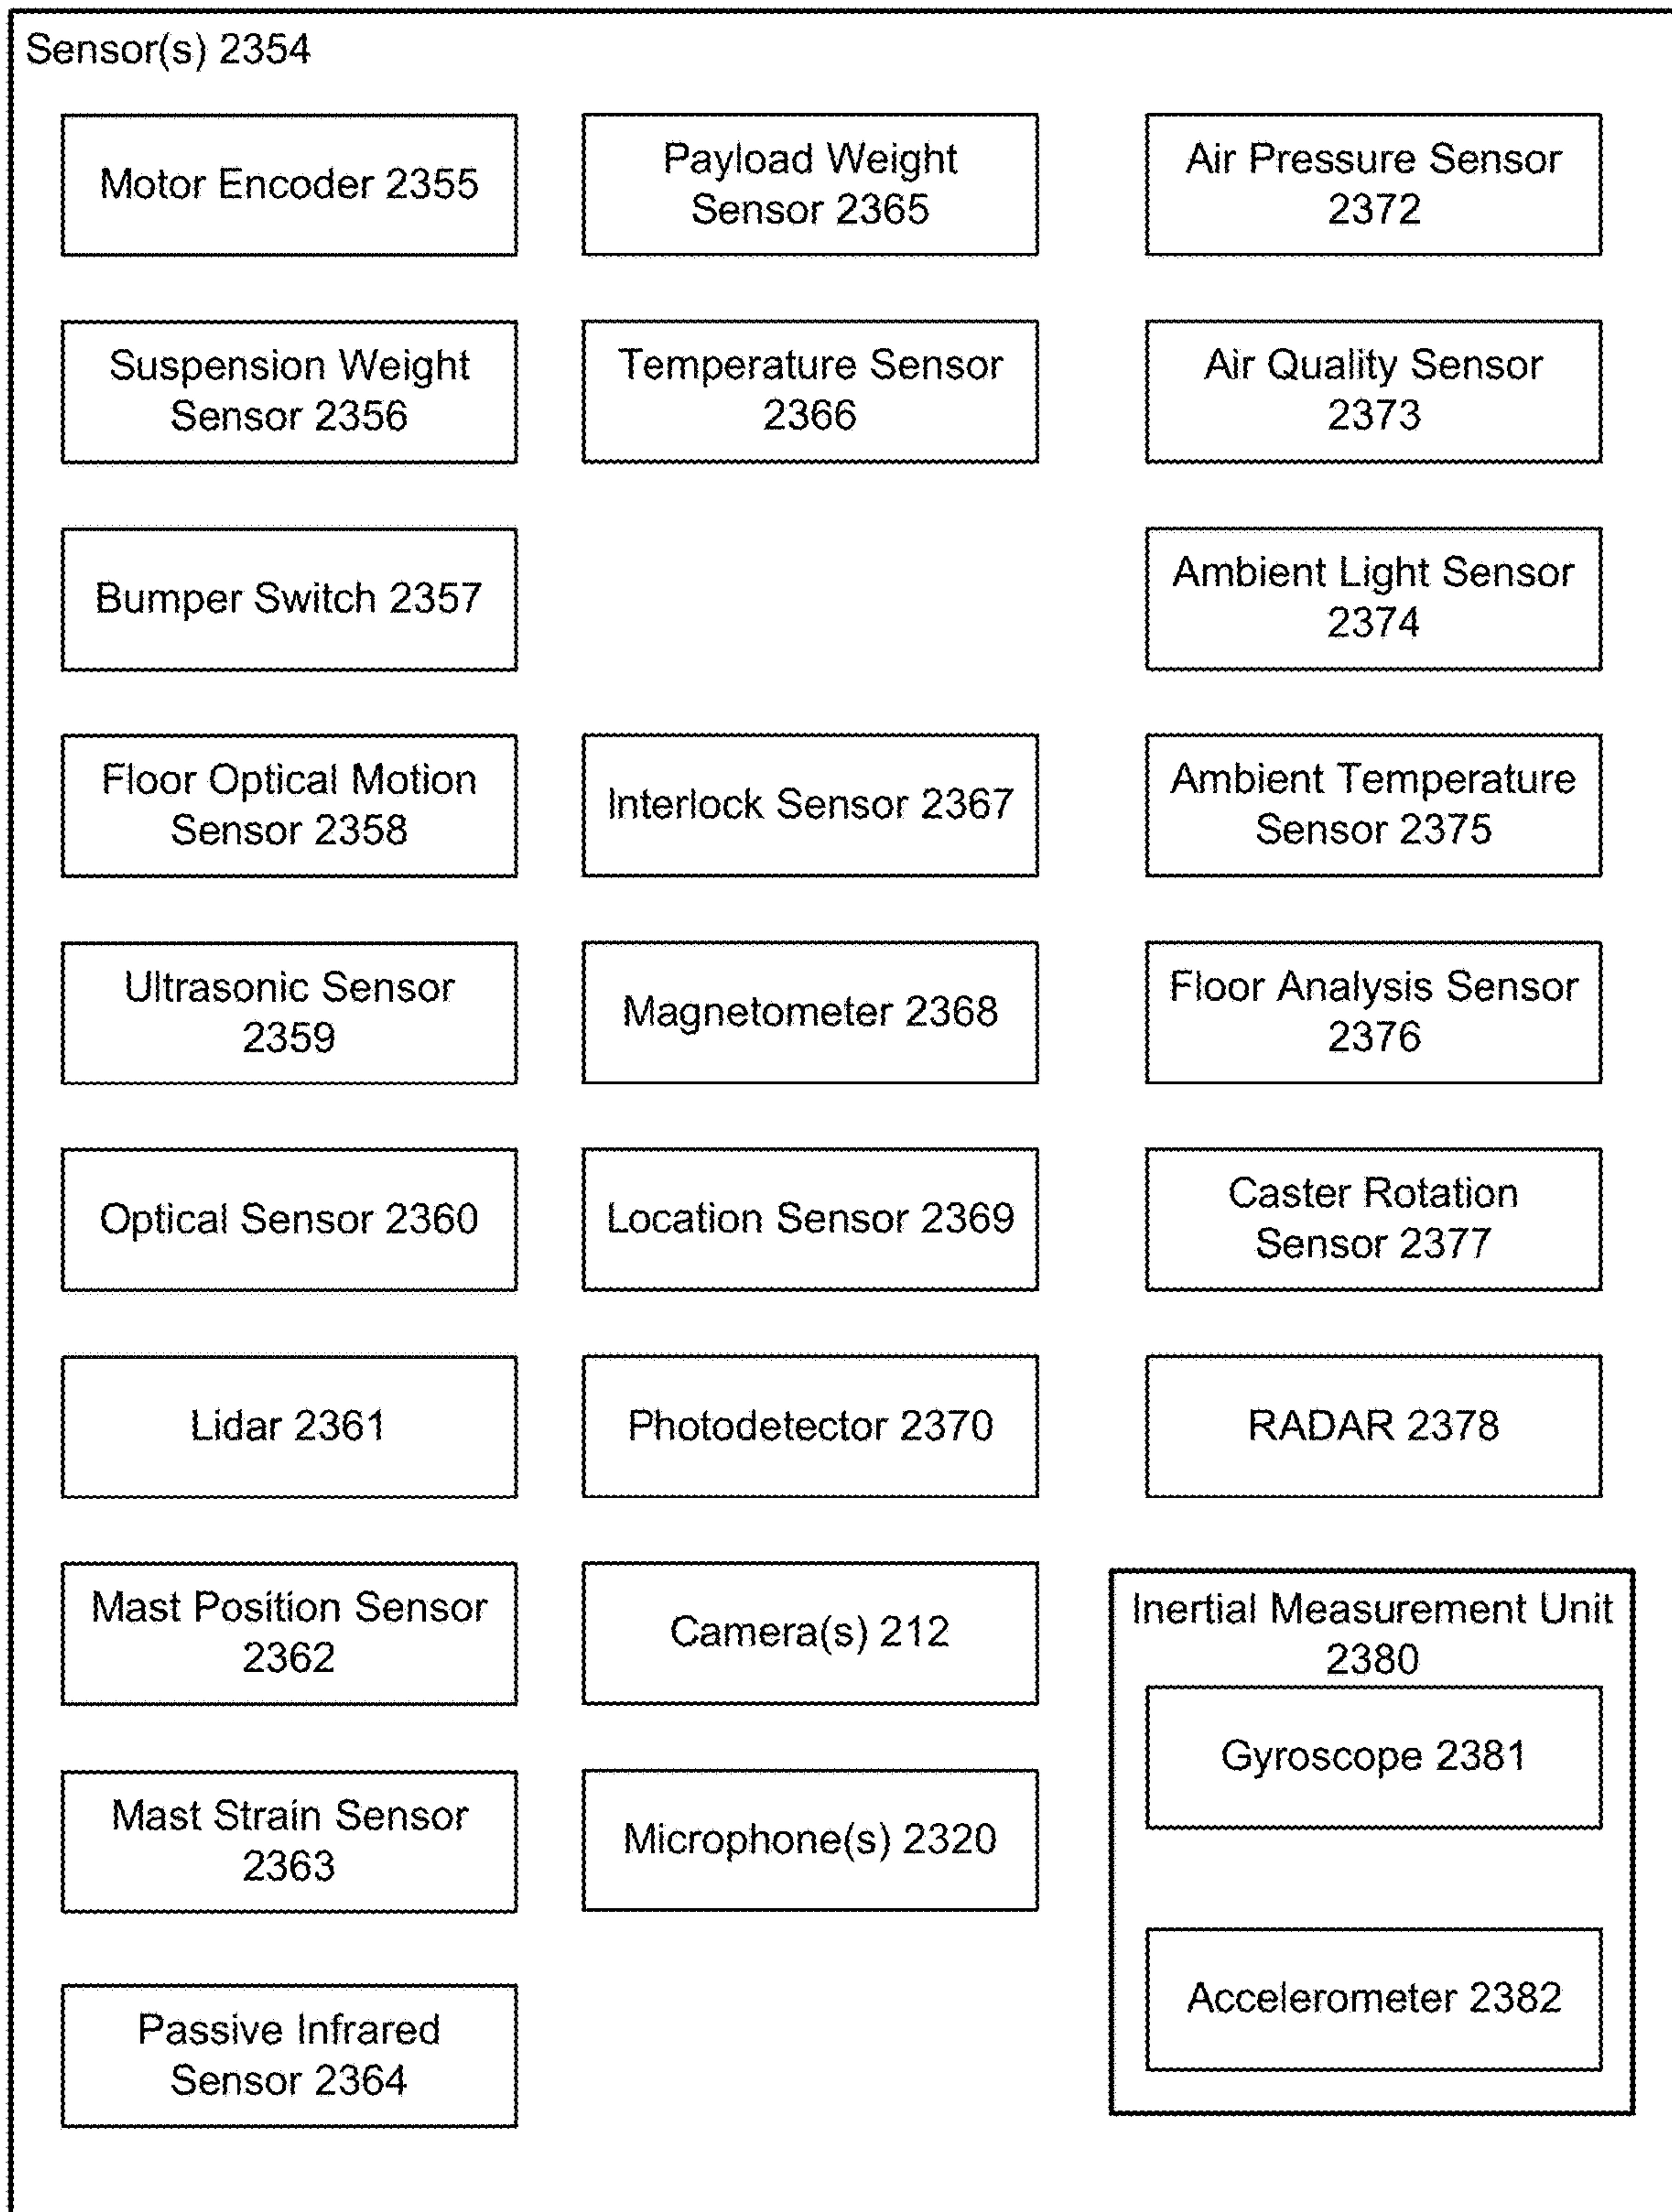 Sensor(s) 2354
Motor Encoder 2355
Suspension Weight
Sensor 2356
Bumper Switch 2357
Floor Optical Motion
Sensor 2358
Ultrasonic Sensor
2359
Optical Sensor 2360
Lidar 2361
Mast Position Sensor
2362
Mast Strain Sensor
2363
Passive Infrared
Sensor 2364
Payload Weight
Sensor 2365
Temperature Sensor
2366
Interlock Sensor 2367
Magnetometer 2368
Location Sensor 2369
Photodetector 2370
Camera(s) 212
Microphone(s) 2320
Air Pressure Sensor
2372
Air Quality Sensor
2373
Ambient Light Sensor
2374
Ambient Temperature
Sensor 2375
Floor Analysis Sensor
2376
Caster Rotation
Sensor 2377
RADAR 2378
Inertial Measurement Unit
2380
Gyroscope 2381
Accelerometer 2382